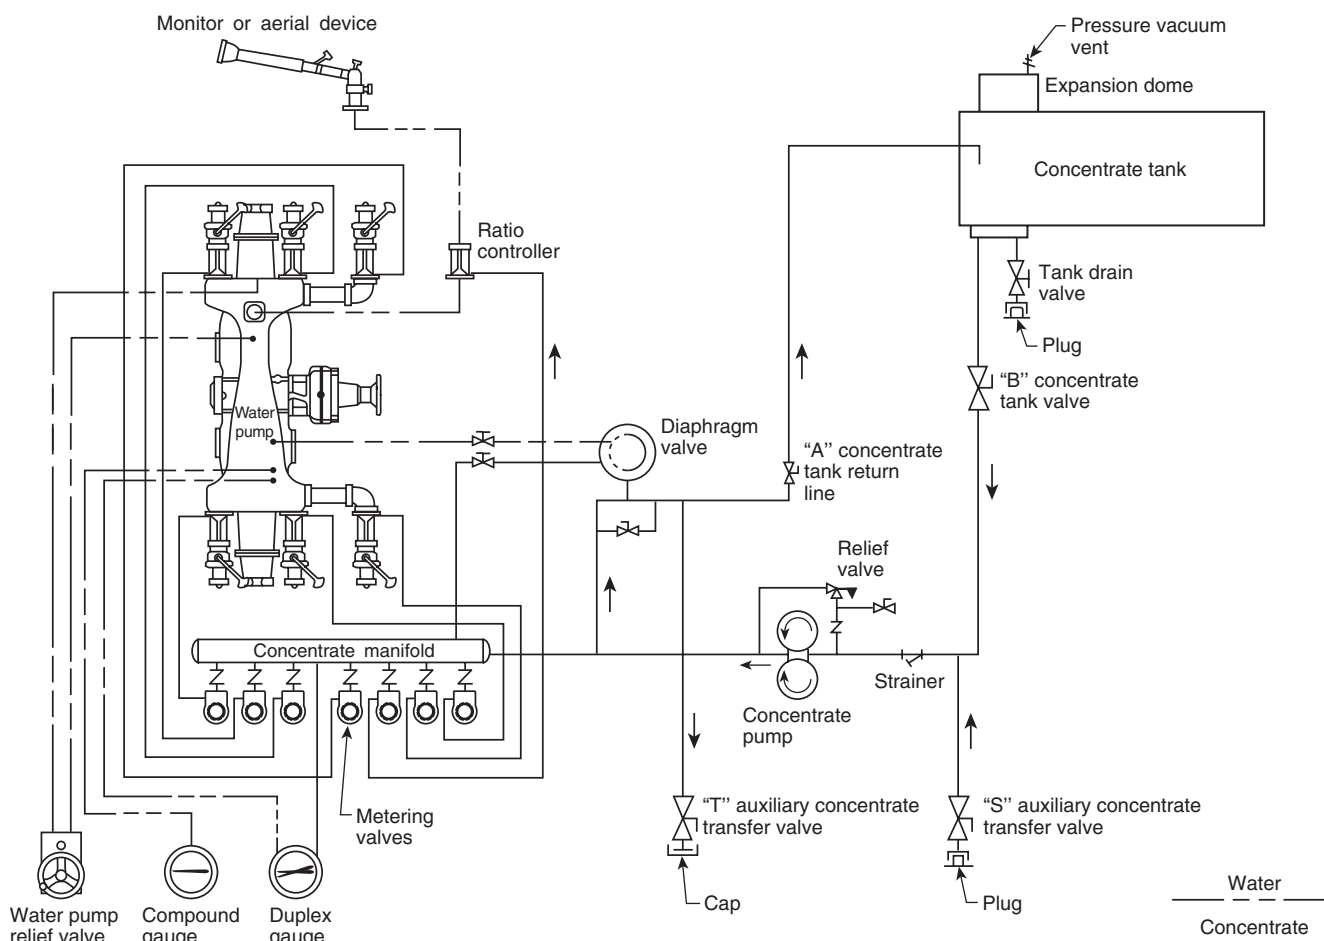 Monitor or aerial device
Pressure vacuum
vent
Expansion dome
Concentrate tank
Ratio
controller
Tank drain
valve
Plug
"B" concentrate
tank valve
Water
pump
Diaphragm
valve
"A" concentrate
tank return
line
Relief
valve
Concentrate manifold
Strainer
Concentrate
pump
Metering
valves
"T" auxiliary concentrate
transfer valve
"S" auxiliary concentrate
transfer valve
Cap
Plug
Water pump
relief valve
Compound
gauge
Duplex
gauge
Water
Concentrate